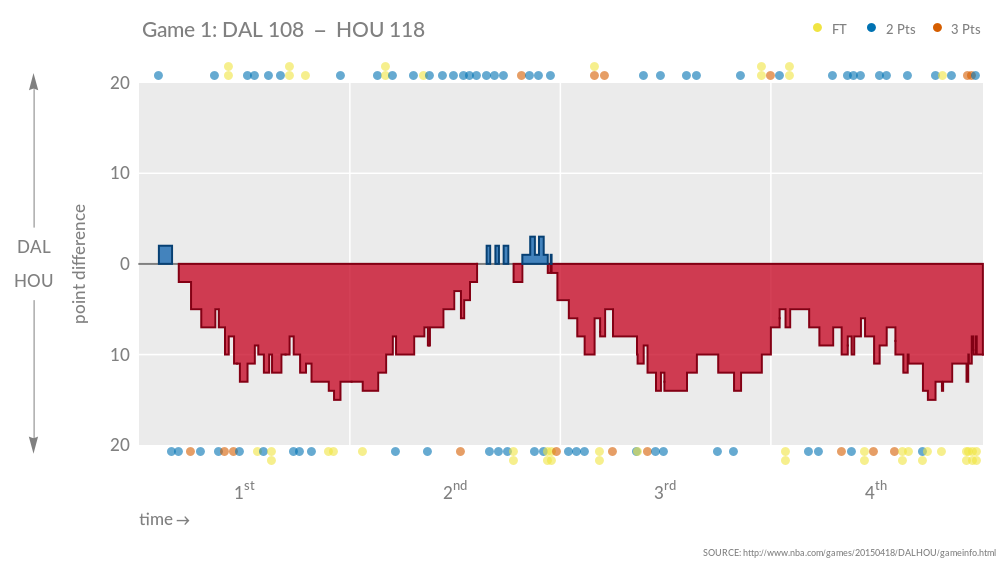 Game 1: DAL 108 – HOU 118
FT 2 Pts 3 Pts
20
10
0
10
20
DAL
HOU
point difference
1st 2nd 3rd 4th
time→
SOURCE: http://www.nba.com/games/20150418/DALHOU/gameinfo.html